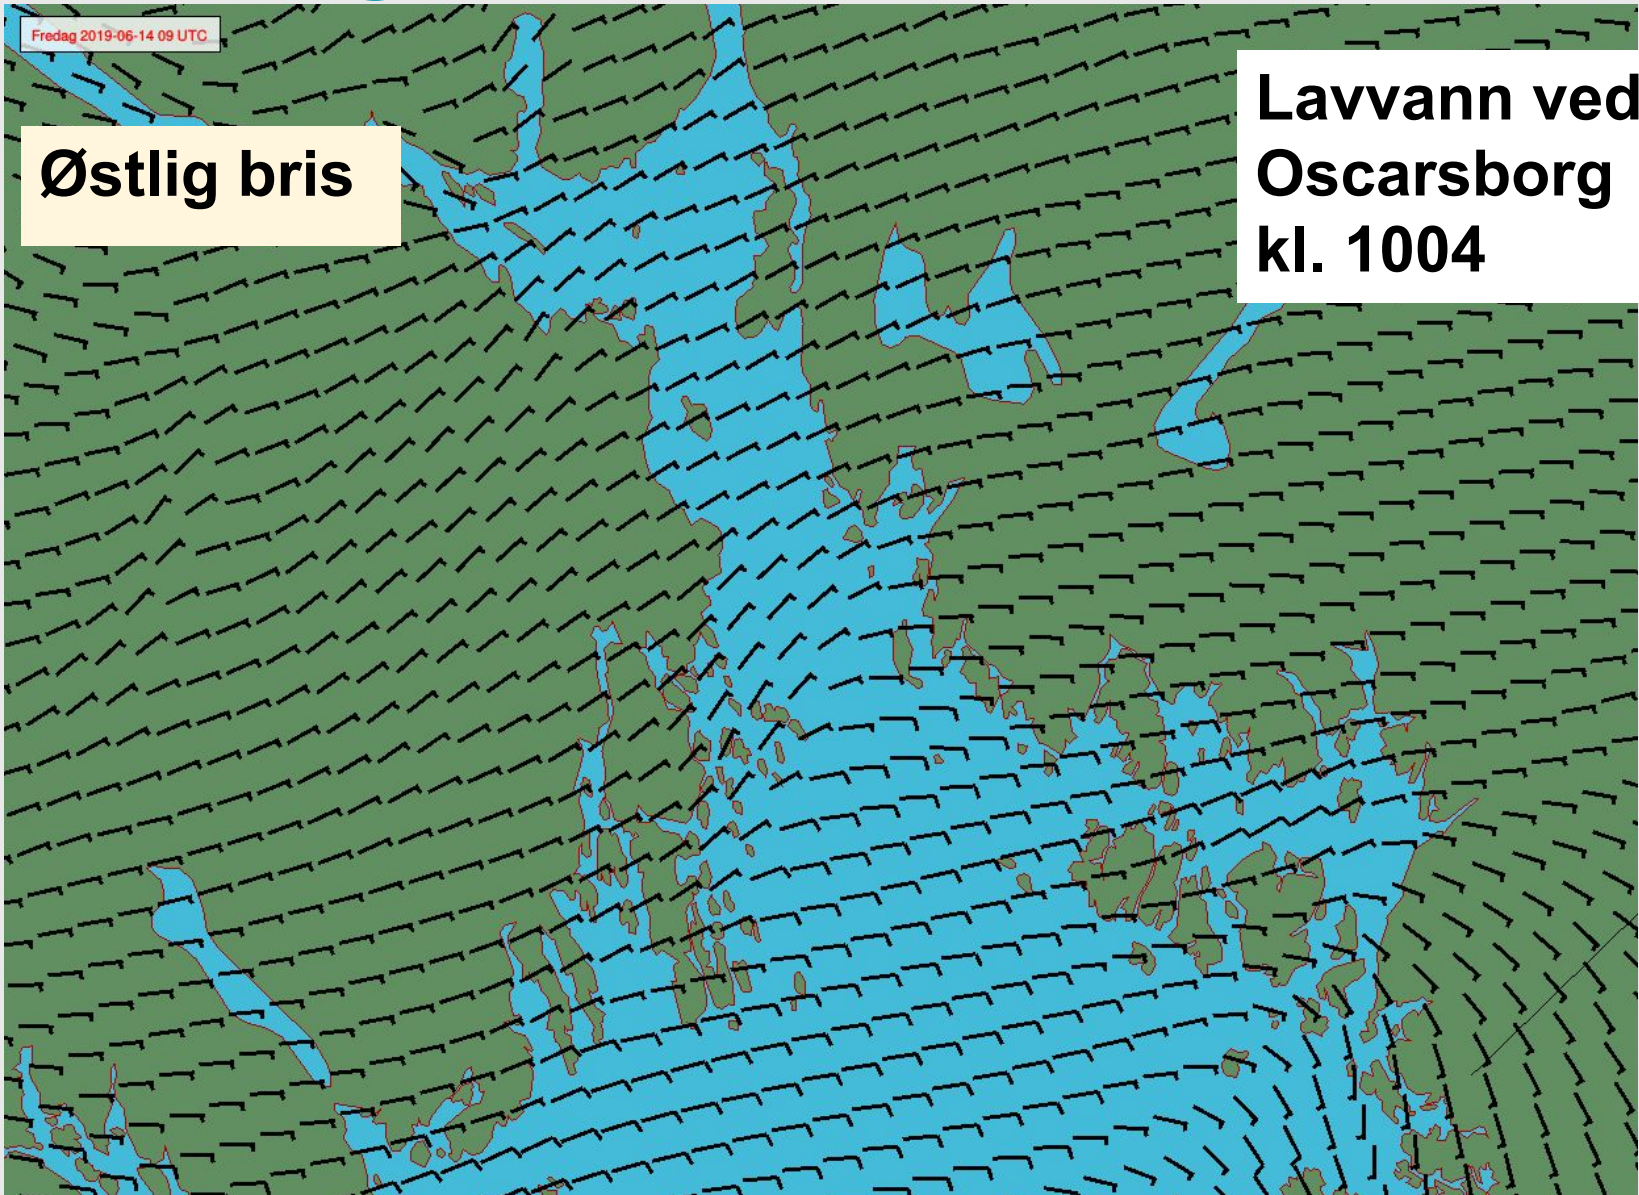 Fredag 2019-06-14 09 UTC
Østlig bris
Lavvann ved
Oscarsborg
kl. 1004